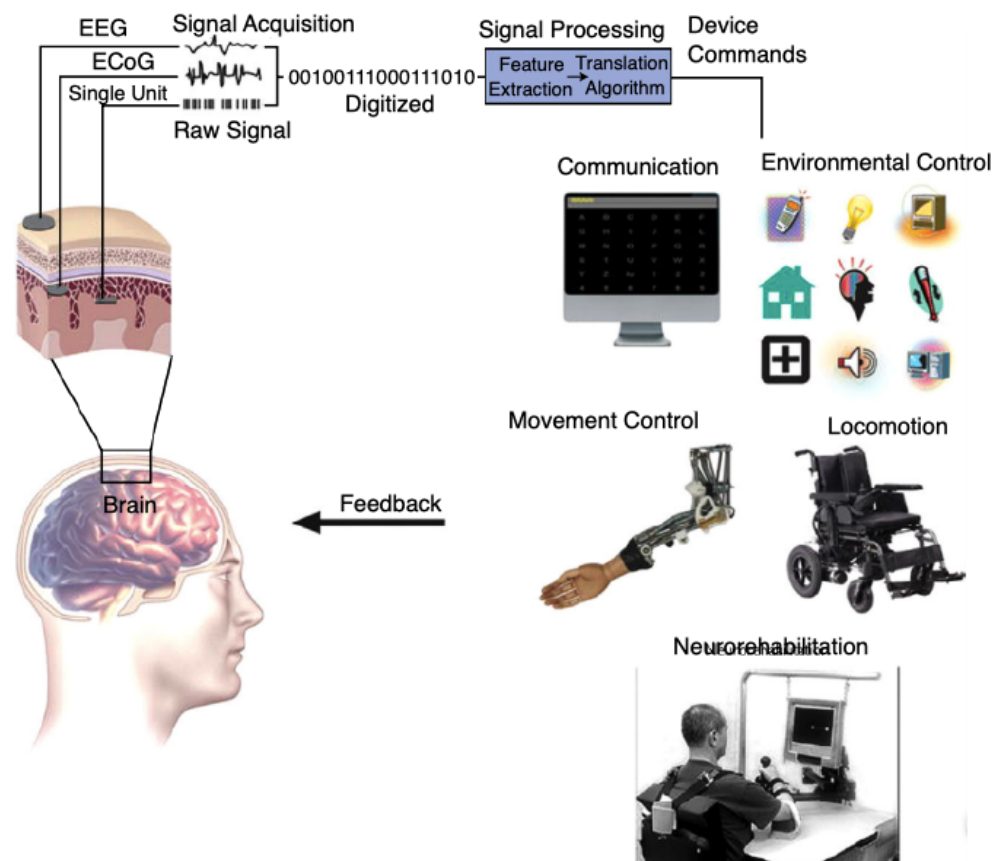 EEG
Signal Acquisition
ECoG
Single Unit
Raw Signal
00100111000111010
Digitized
Signal Processing
Feature Translation
Extraction Algorithm
Device
Commands
Communication
Environmental Control
Movement Control
Locomotion
Brain
Feedback
Neurorehabilitation